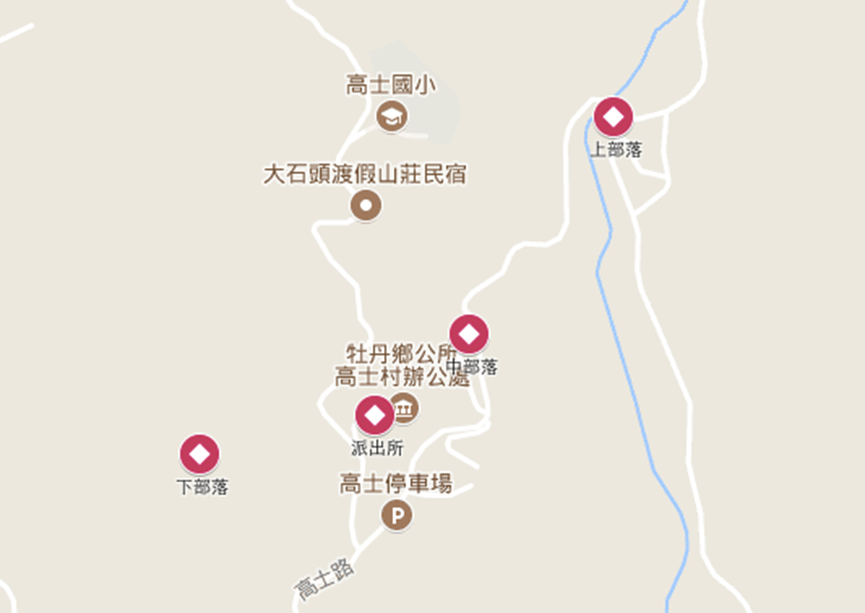 高士國小
上部落
大石頭渡假山莊民宿
牡丹鄉公所
高士村辦公處
中部落
派出所
下部落
高士停車場
P
高士路